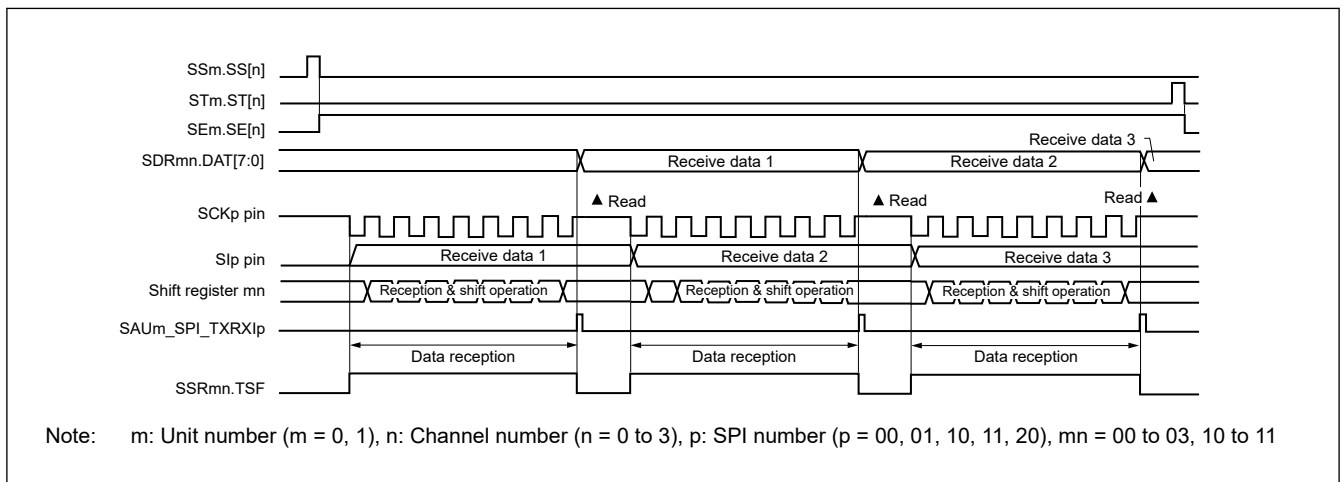 SSm.SS[n]
STm.ST[n]
SEm.SE[n]
Receive data 3
SDRmn.DAT[7:0] Receive data 1 Receive data 2
▲ Read ▲ Read Read ▲
SCKp pin
SIp pin Receive data 1 Receive data 2 Receive data 3
Shift register mn Reception & shift operation Reception & shift operation Reception & shift operation
SAUm_SPI_TXRXIp
Data reception Data reception Data reception
SSRmn.TSF
Note: m: Unit number (m = 0, 1), n: Channel number (n = 0 to 3), p: SPI number (p = 00, 01, 10, 11, 20), mn = 00 to 03, 10 to 11